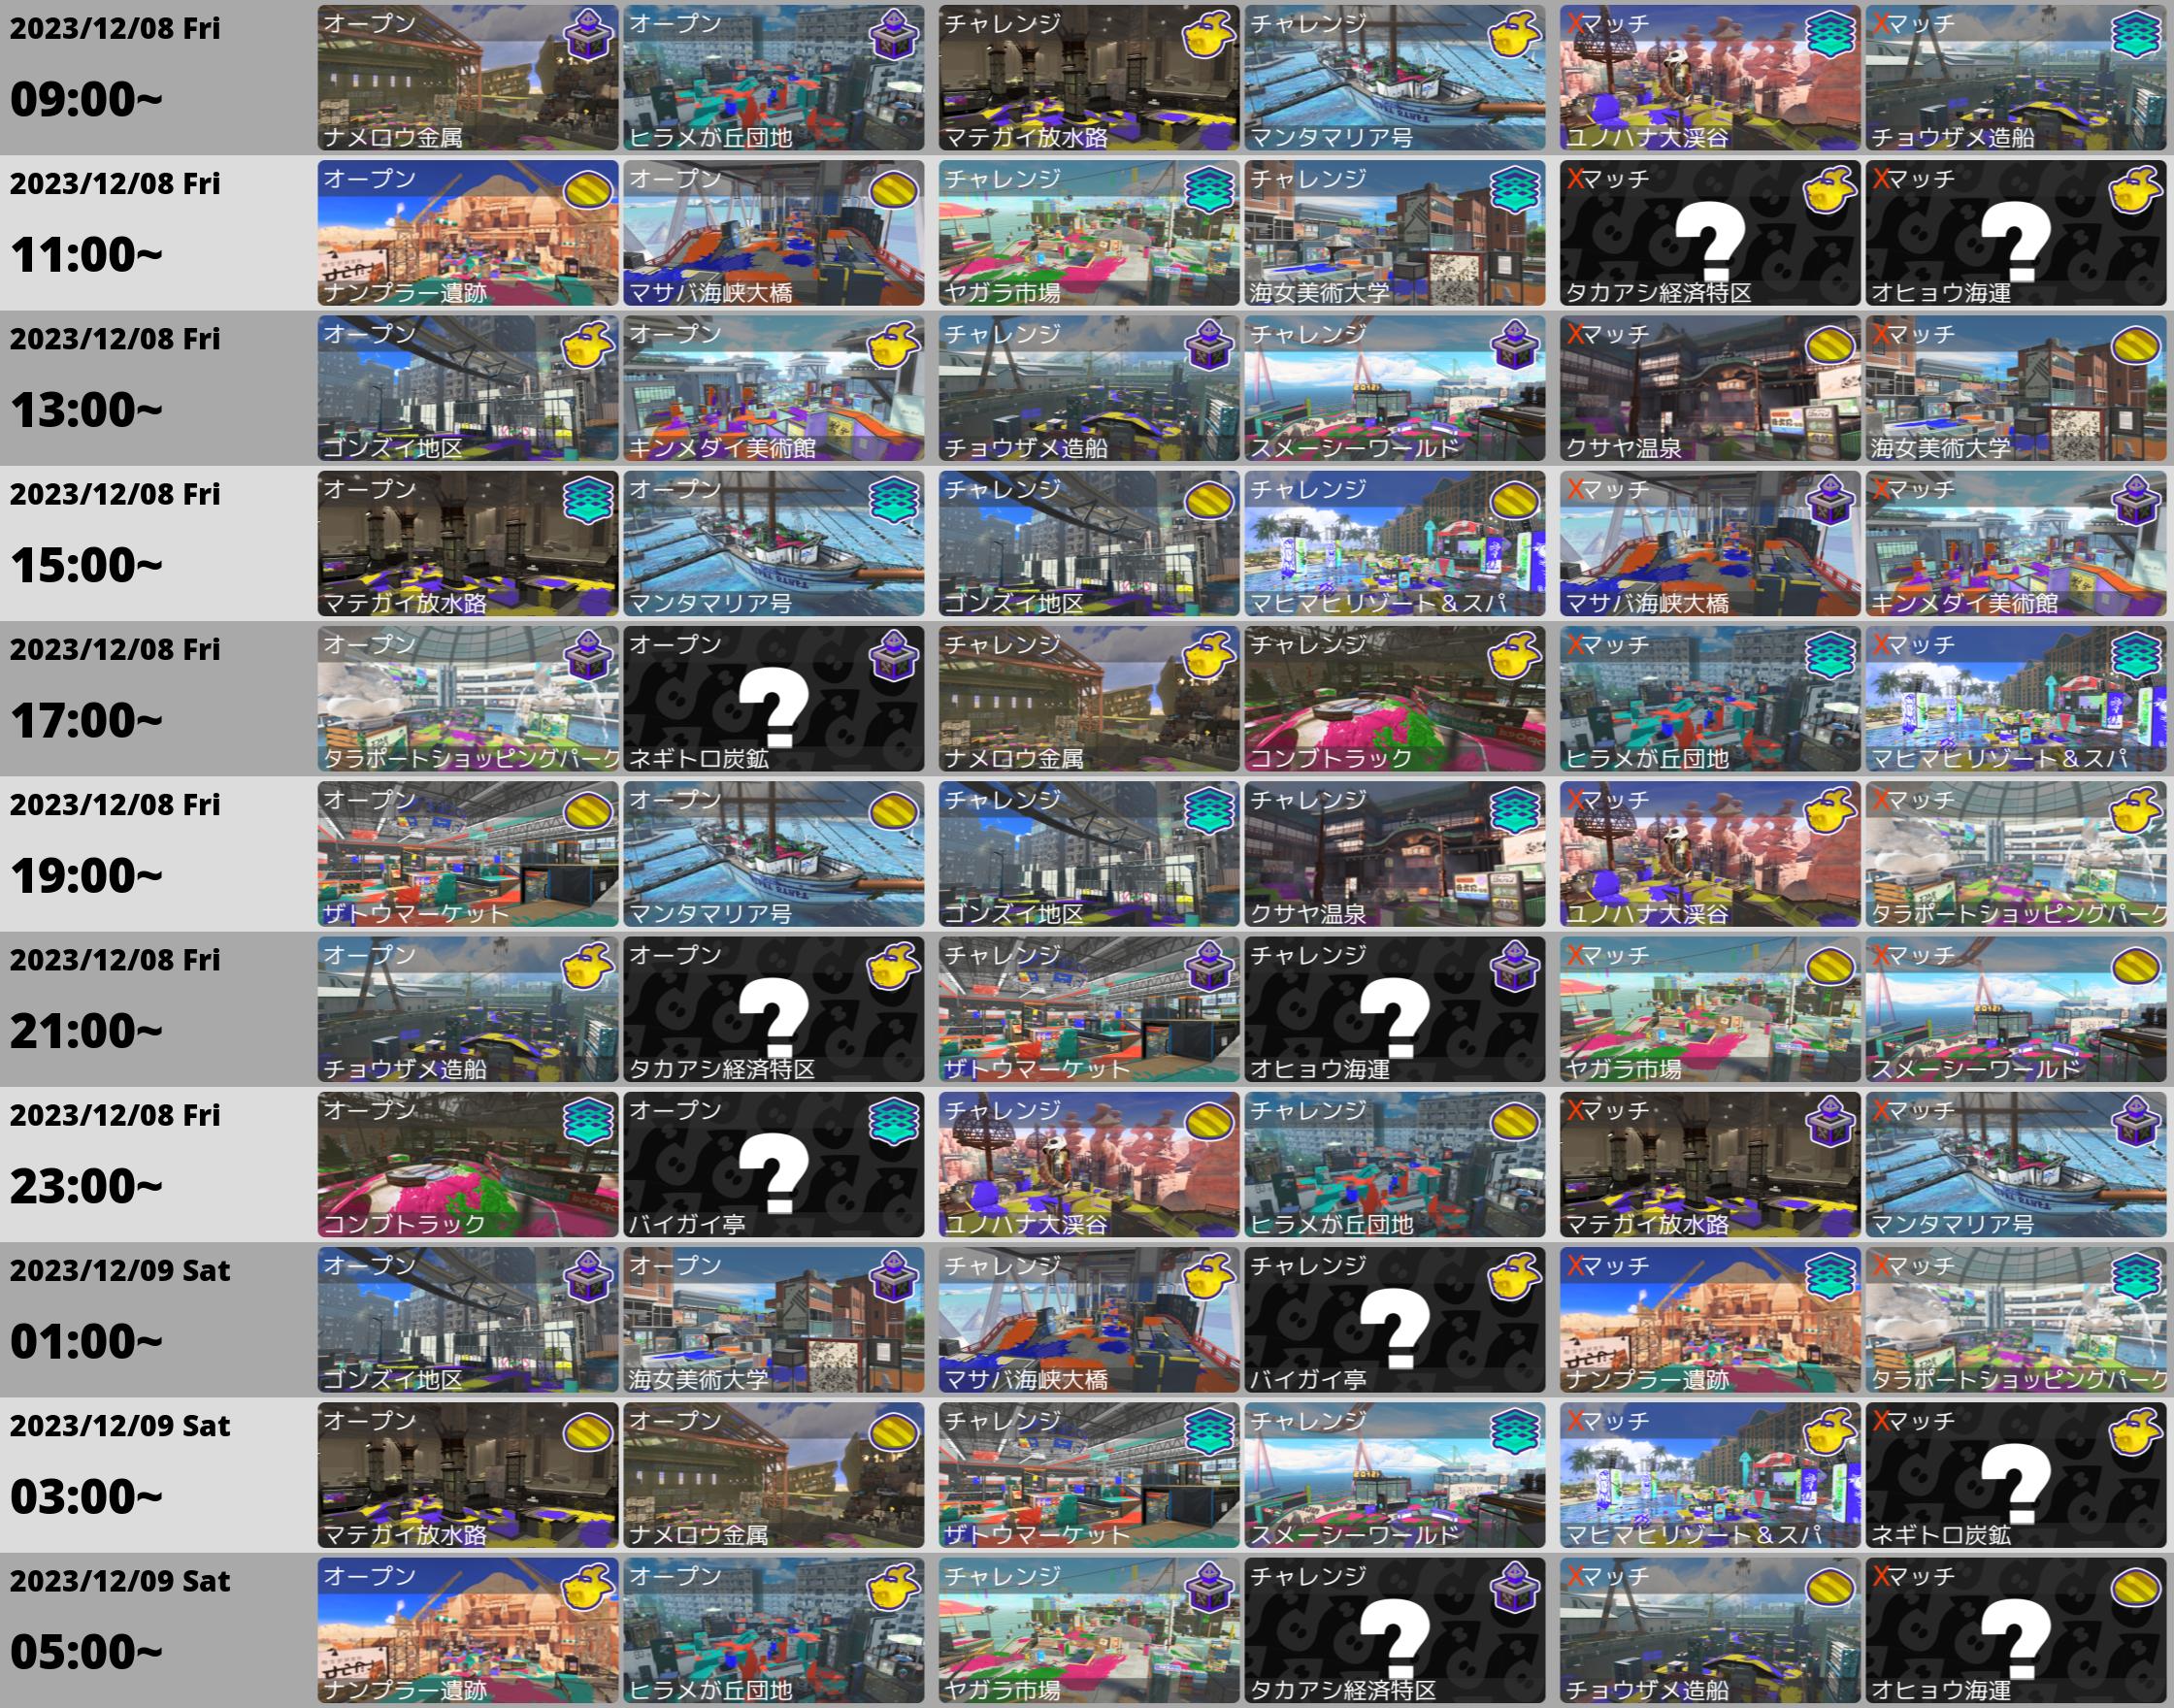 2023/12/08 Fri
09:00~
オープン
ナメロウ金属
オープン
ヒラメが丘団地
チャレンジ
マテガイ放水路
チャレンジ
マンタマリア号
Xマッチ
ユノハナ大渓谷
Xマッチ
チョウザメ造船
2023/12/08 Fri
11:00~
オープン
ナンプラー遺跡
オープン
マサバ海峡大橋
チャレンジ
ヤガラ市場
チャレンジ
海女美術大学
Xマッチ
?
タカアシ経済特区
Xマッチ
?
オヒョウ海運
2023/12/08 Fri
13:00~
オープン
ゴンズイ地区
オープン
キンメダイ美術館
チャレンジ
チョウザメ造船
チャレンジ
スメーシーワールド
Xマッチ
クサヤ温泉
Xマッチ
海女美術大学
2023/12/08 Fri
15:00~
オープン
マテガイ放水路
オープン
マンタマリア号
チャレンジ
ゴンズイ地区
チャレンジ
マヒマヒリゾート＆スパ
Xマッチ
マサバ海峡大橋
Xマッチ
キンメダイ美術館
2023/12/08 Fri
17:00~
オープン
タラポートショッピングパーク
オープン
?
ネギトロ炭鉱
チャレンジ
ナメロウ金属
チャレンジ
コンブトラック
Xマッチ
ヒラメが丘団地
Xマッチ
マヒマヒリゾート＆スパ
2023/12/08 Fri
19:00~
オープン
ザトウマーケット
オープン
マンタマリア号
チャレンジ
ゴンズイ地区
チャレンジ
クサヤ温泉
Xマッチ
ユノハナ大渓谷
Xマッチ
タラポートショッピングパーク
2023/12/08 Fri
21:00~
オープン
チョウザメ造船
オープン
?
タカアシ経済特区
チャレンジ
ザトウマーケット
チャレンジ
?
オヒョウ海運
Xマッチ
ヤガラ市場
Xマッチ
スメーシーワールド
2023/12/08 Fri
23:00~
オープン
コンブトラック
オープン
?
バイガイ亭
チャレンジ
ユノハナ大渓谷
チャレンジ
ヒラメが丘団地
Xマッチ
マテガイ放水路
Xマッチ
マンタマリア号
2023/12/09 Sat
01:00~
オープン
ゴンズイ地区
オープン
海女美術大学
チャレンジ
マサバ海峡大橋
チャレンジ
?
バイガイ亭
Xマッチ
ナンプラー遺跡
Xマッチ
タラポートショッピングパーク
2023/12/09 Sat
03:00~
オープン
マテガイ放水路
オープン
ナメロウ金属
チャレンジ
ザトウマーケット
チャレンジ
スメーシーワールド
Xマッチ
マヒマヒリゾート＆スパ
Xマッチ
?
ネギトロ炭鉱
2023/12/09 Sat
05:00~
オープン
ナンプラー遺跡
オープン
ヒラメが丘団地
チャレンジ
ヤガラ市場
チャレンジ
?
タカアシ経済特区
Xマッチ
チョウザメ造船
Xマッチ
?
オヒョウ海運